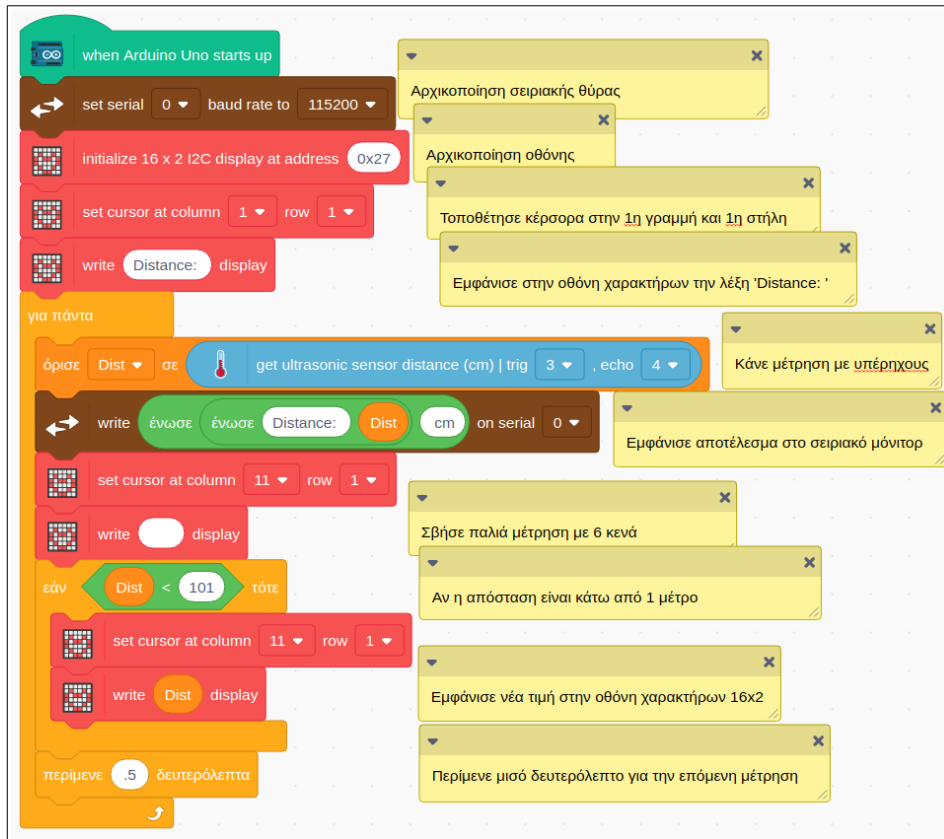 when Arduino Uno starts up
set serial 0 baud rate to 115200
Αρχικοποίηση σειριακής θύρας
initialize 16 x 2 I2C display at address 0x27
Αρχικοποίηση οθόνης
set cursor at column 1 row 1
Τοποθέτησε κέρσορα στην 1η γραμμή και 1η στήλη
write Distance: display
Εμφάνισε στην οθόνη χαρακτήρων την λέξη 'Distance: '
για πάντα
όρισε Dist σε get ultrasonic sensor distance (cm) | trig 3 , echo 4
Κάνε μέτρηση με υπέρηχους
write ένωσε ένωσε Distance: Dist cm on serial 0
Εμφάνισε αποτέλεσμα στο σειριακό μόνιτορ
set cursor at column 11 row 1
write display
Σβήσε παλιά μέτρηση με 6 κενά
εάν Dist < 101 τότε
Αν η απόσταση είναι κάτω από 1 μέτρο
set cursor at column 11 row 1
write Dist display
Εμφάνισε νέα τιμή στην οθόνη χαρακτήρων 16x2
περίμενε .5 δευτερόλεπτα
Περίμενε μισό δευτερόλεπτο για την επόμενη μέτρηση